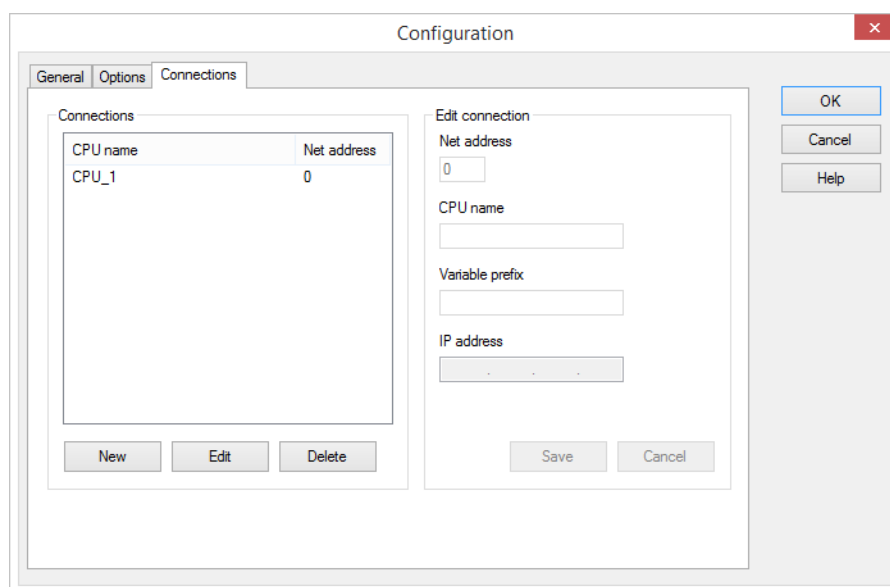 Configuration
General Options Connections
Connections
CPU name Net address
CPU_1 0
New Edit Delete
Edit connection
Net address
0
CPU name
Variable prefix
IP address
. . .
Save Cancel
OK
Cancel
Help